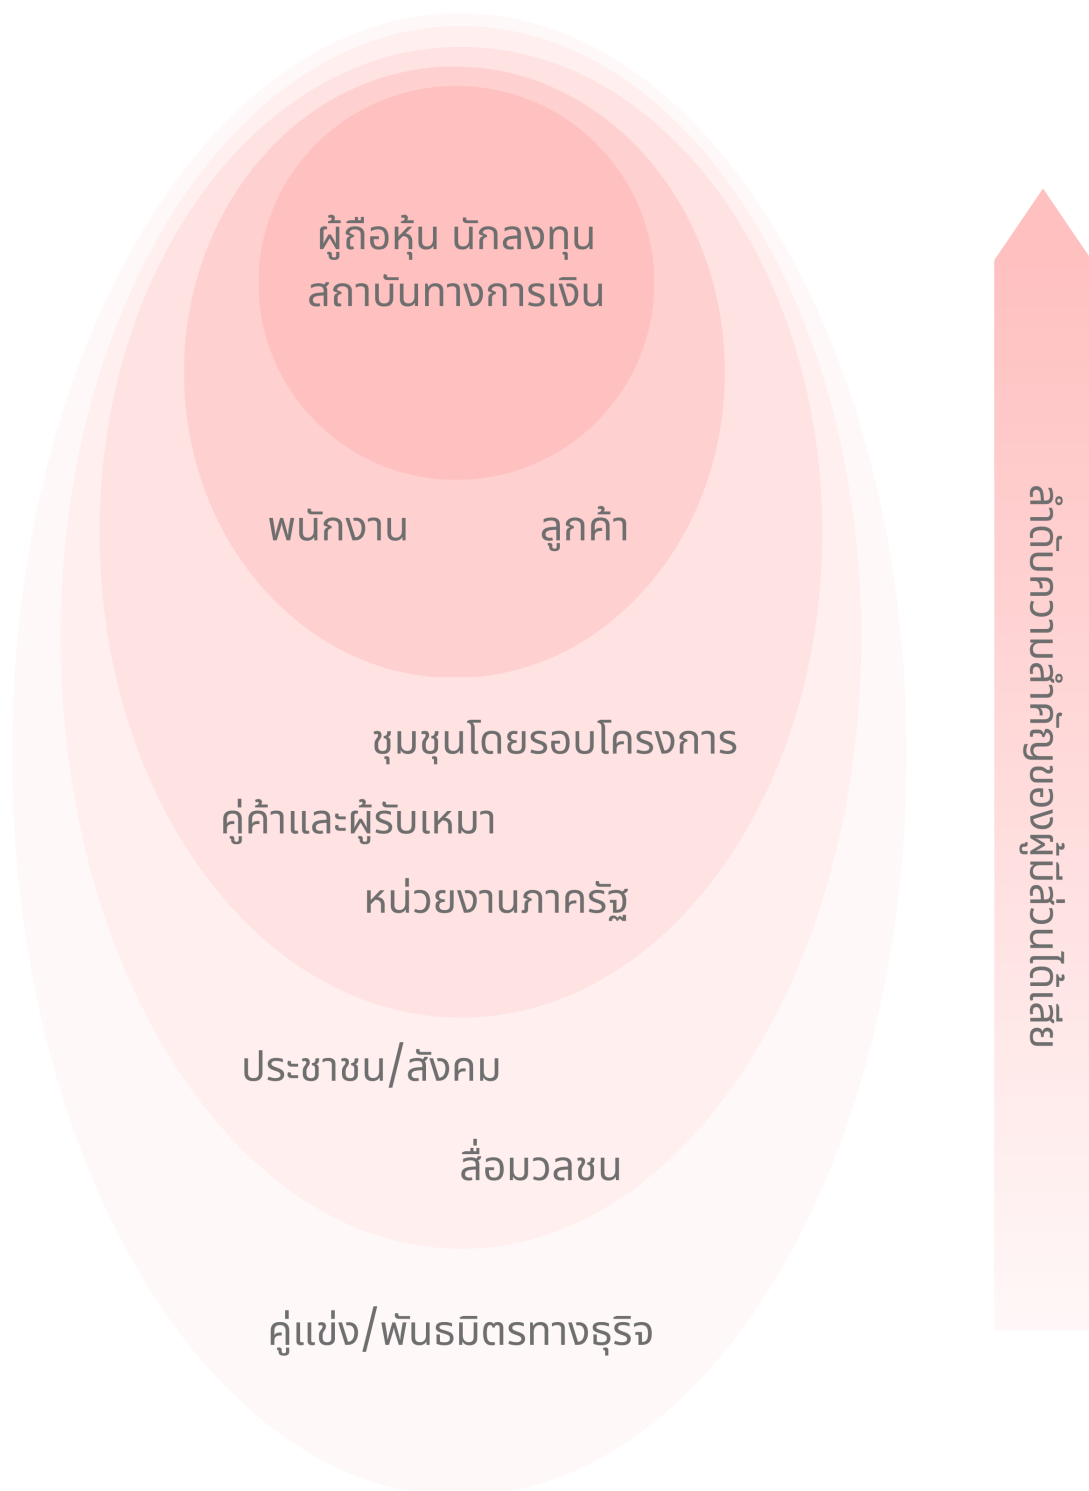 ผู้ถือหุ้น นักลงทุน
สถาบันทางการเงิน
พนักงาน
ลูกค้า
ชุมชุนโดยรอบโครงการ
คู่ค้าและผู้รับเหมา
หน่วยงานภาครัฐ
ประชาชน/สังคม
สื่อมวลชน
คู่แข่ง/พันธมิตรทางธุริจ
ลำดับความสำคัญของผู้มีส่วนได้เสีย